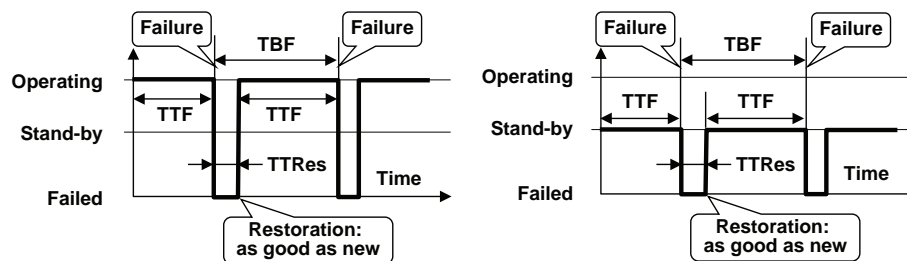 Failure
TBF
Failure
Operating
TTF
TTF
Stand-by
TTRes
Time
Failed
Restoration:
as good as new
Failure
TBF
Failure
Operating
TTF
TTF
Stand-by
TTRes
Time
Failed
Restoration:
as good as new